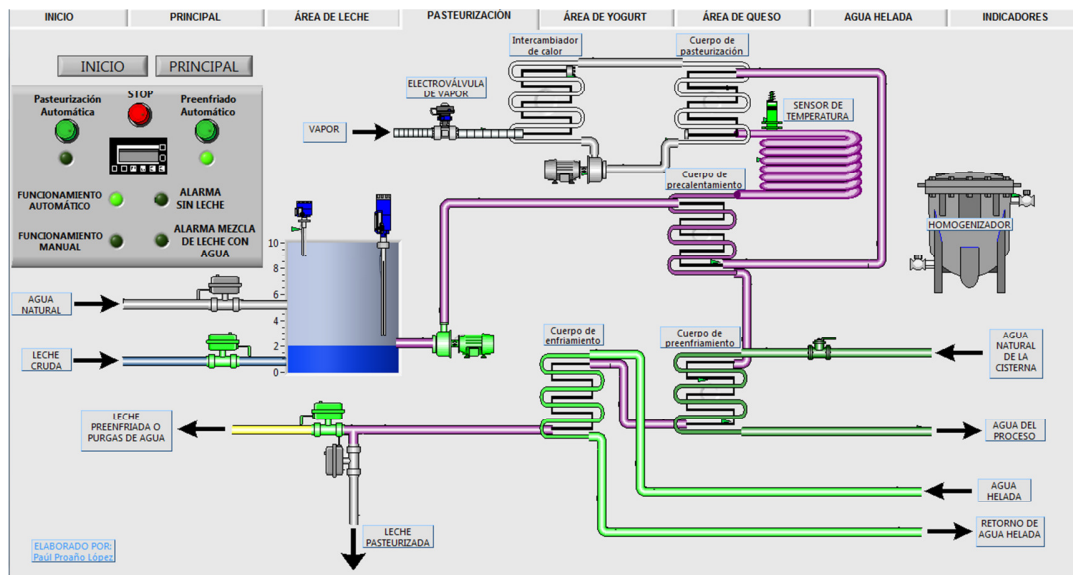 INICIO
PRINCIPAL
ÁREA DE LECHE
PASTEURIZACIÓN
ÁREA DE YOGURT
ÁREA DE QUESO
AGUA HELADA
INDICADORES
INICIO
PRINCIPAL
Pasteurización
Automática
STOP
Preenfriado
Automático
FUNCIONAMIENTO
AUTOMÁTICO
ALARMA
SIN LECHE
FUNCIONAMIENTO
MANUAL
ALARMA MEZCLA
DE LECHE CON
AGUA
Intercambiador
de calor
Cuerpo de
pasteurización
ELECTROVÁLVULA
DE VAPOR
VAPOR
SENSOR DE
TEMPERATURA
Cuerpo de
precalentamiento
HOMOGENIZADOR
10
8
6
4
2
0
AGUA
NATURAL
LECHE
CRUDA
Cuerpo de
enfriamiento
Cuerpo de
preenfriamiento
AGUA
NATURAL
DE LA
CISTERNA
LECHE
PREENFRIADA O
PURGAS DE AGUA
AGUA DEL
PROCESO
AGUA
HELADA
LECHE
PASTEURIZADA
RETORNO DE
AGUA HELADA
ELABORADO POR:
Paúl Proaño López